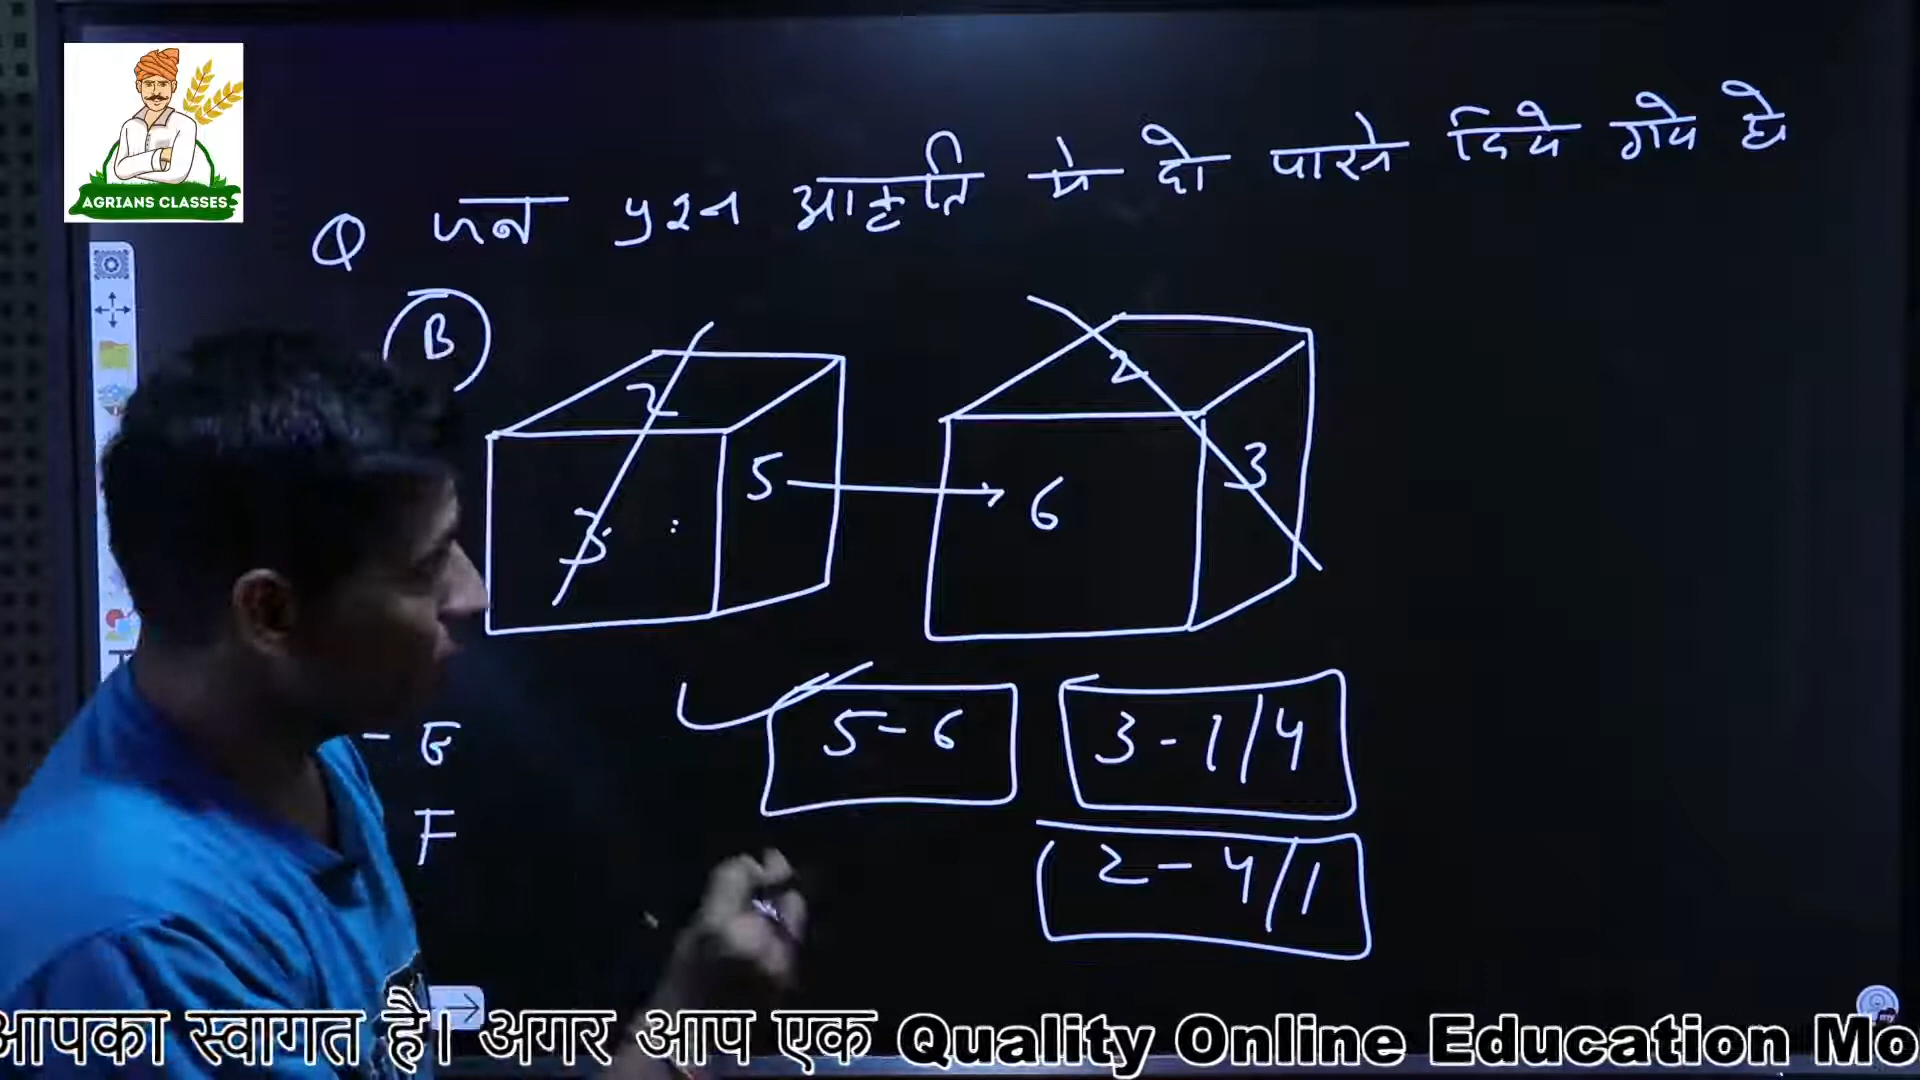 AGRIANS CLASSES
Q जब प्रश्न आकृति मे दो पासे दिये गये हो
B
2
5
3
2
6
3
5-6
3-1/4
2-4/1
F
आपका स्वागत है। अगर आप एक Quality Online Education Mo